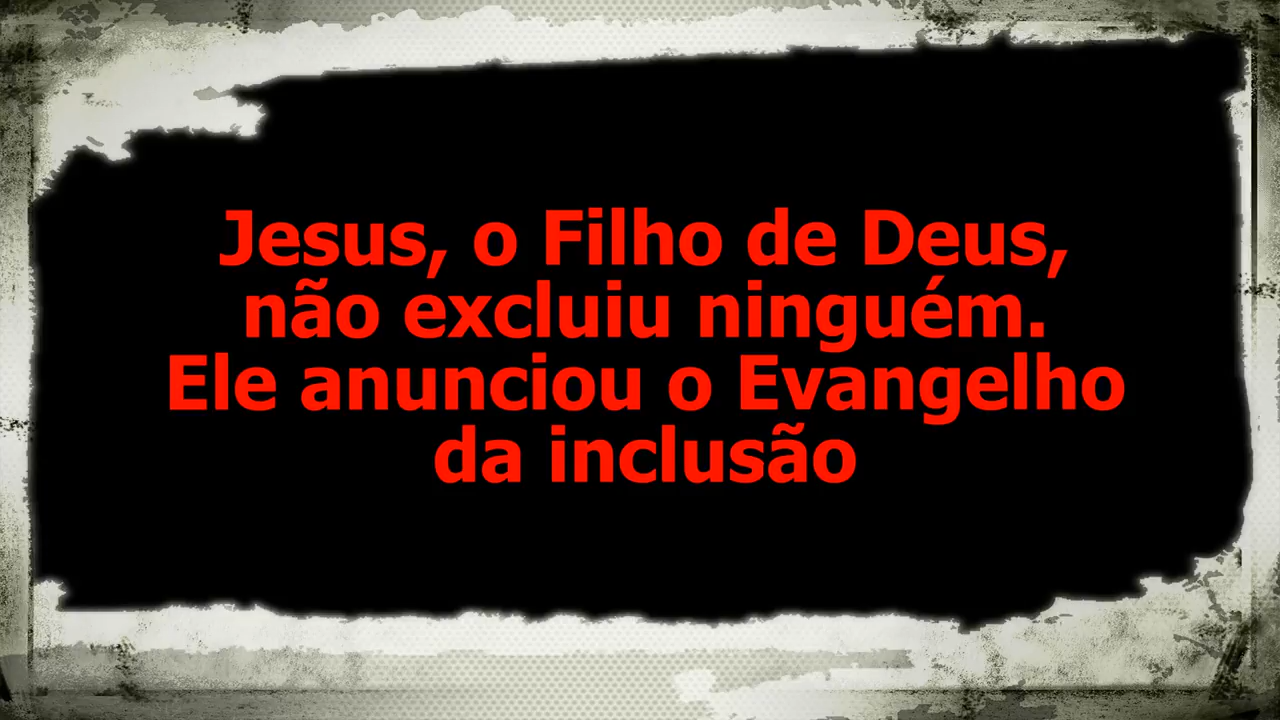 Jesus, o Filho de Deus,
não excluiu ninguém.
Ele anunciou o Evangelho
da inclusão